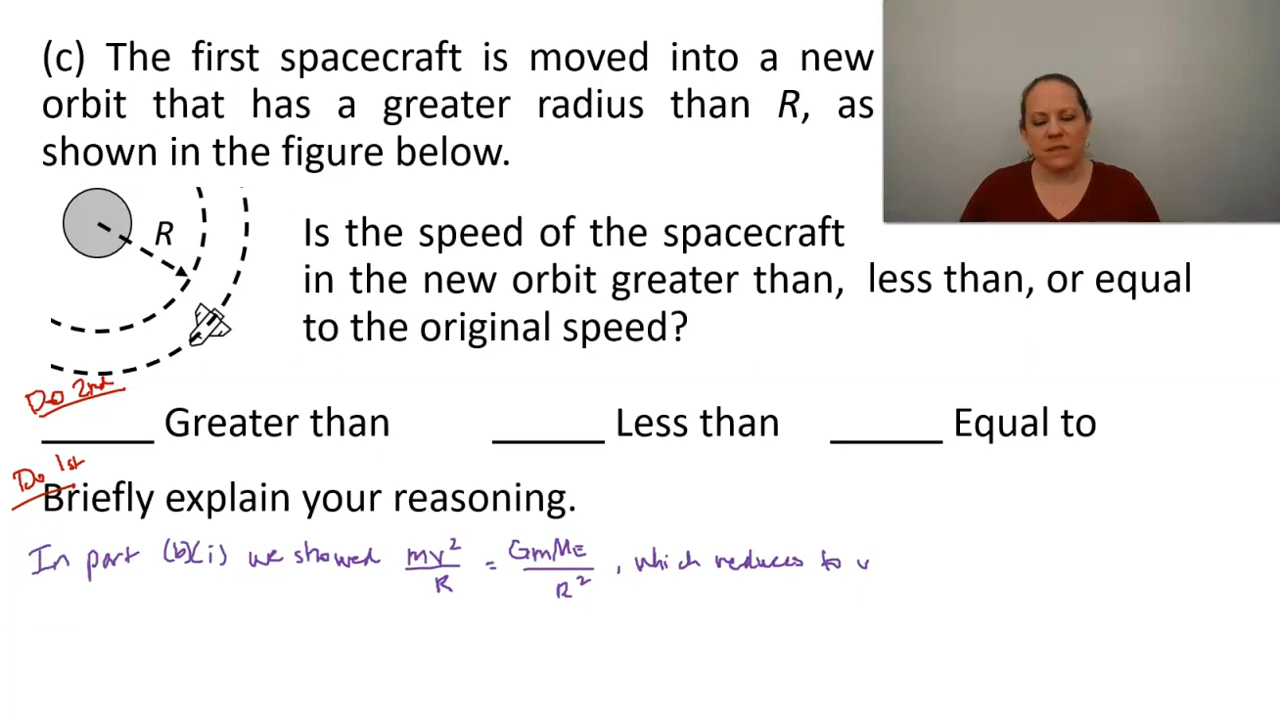 (c) The first spacecraft is moved into a new
orbit that has a greater radius than R, as
shown in the figure below.
R
Is the speed of the spacecraft
in the new orbit greater than, less than, or equal
to the original speed?
Do 2nd
_____ Greater than _____ Less than _____ Equal to
Do 1st
Briefly explain your reasoning.
In part (b)(i) we showed mv²/R = GmME/R², which reduces to v